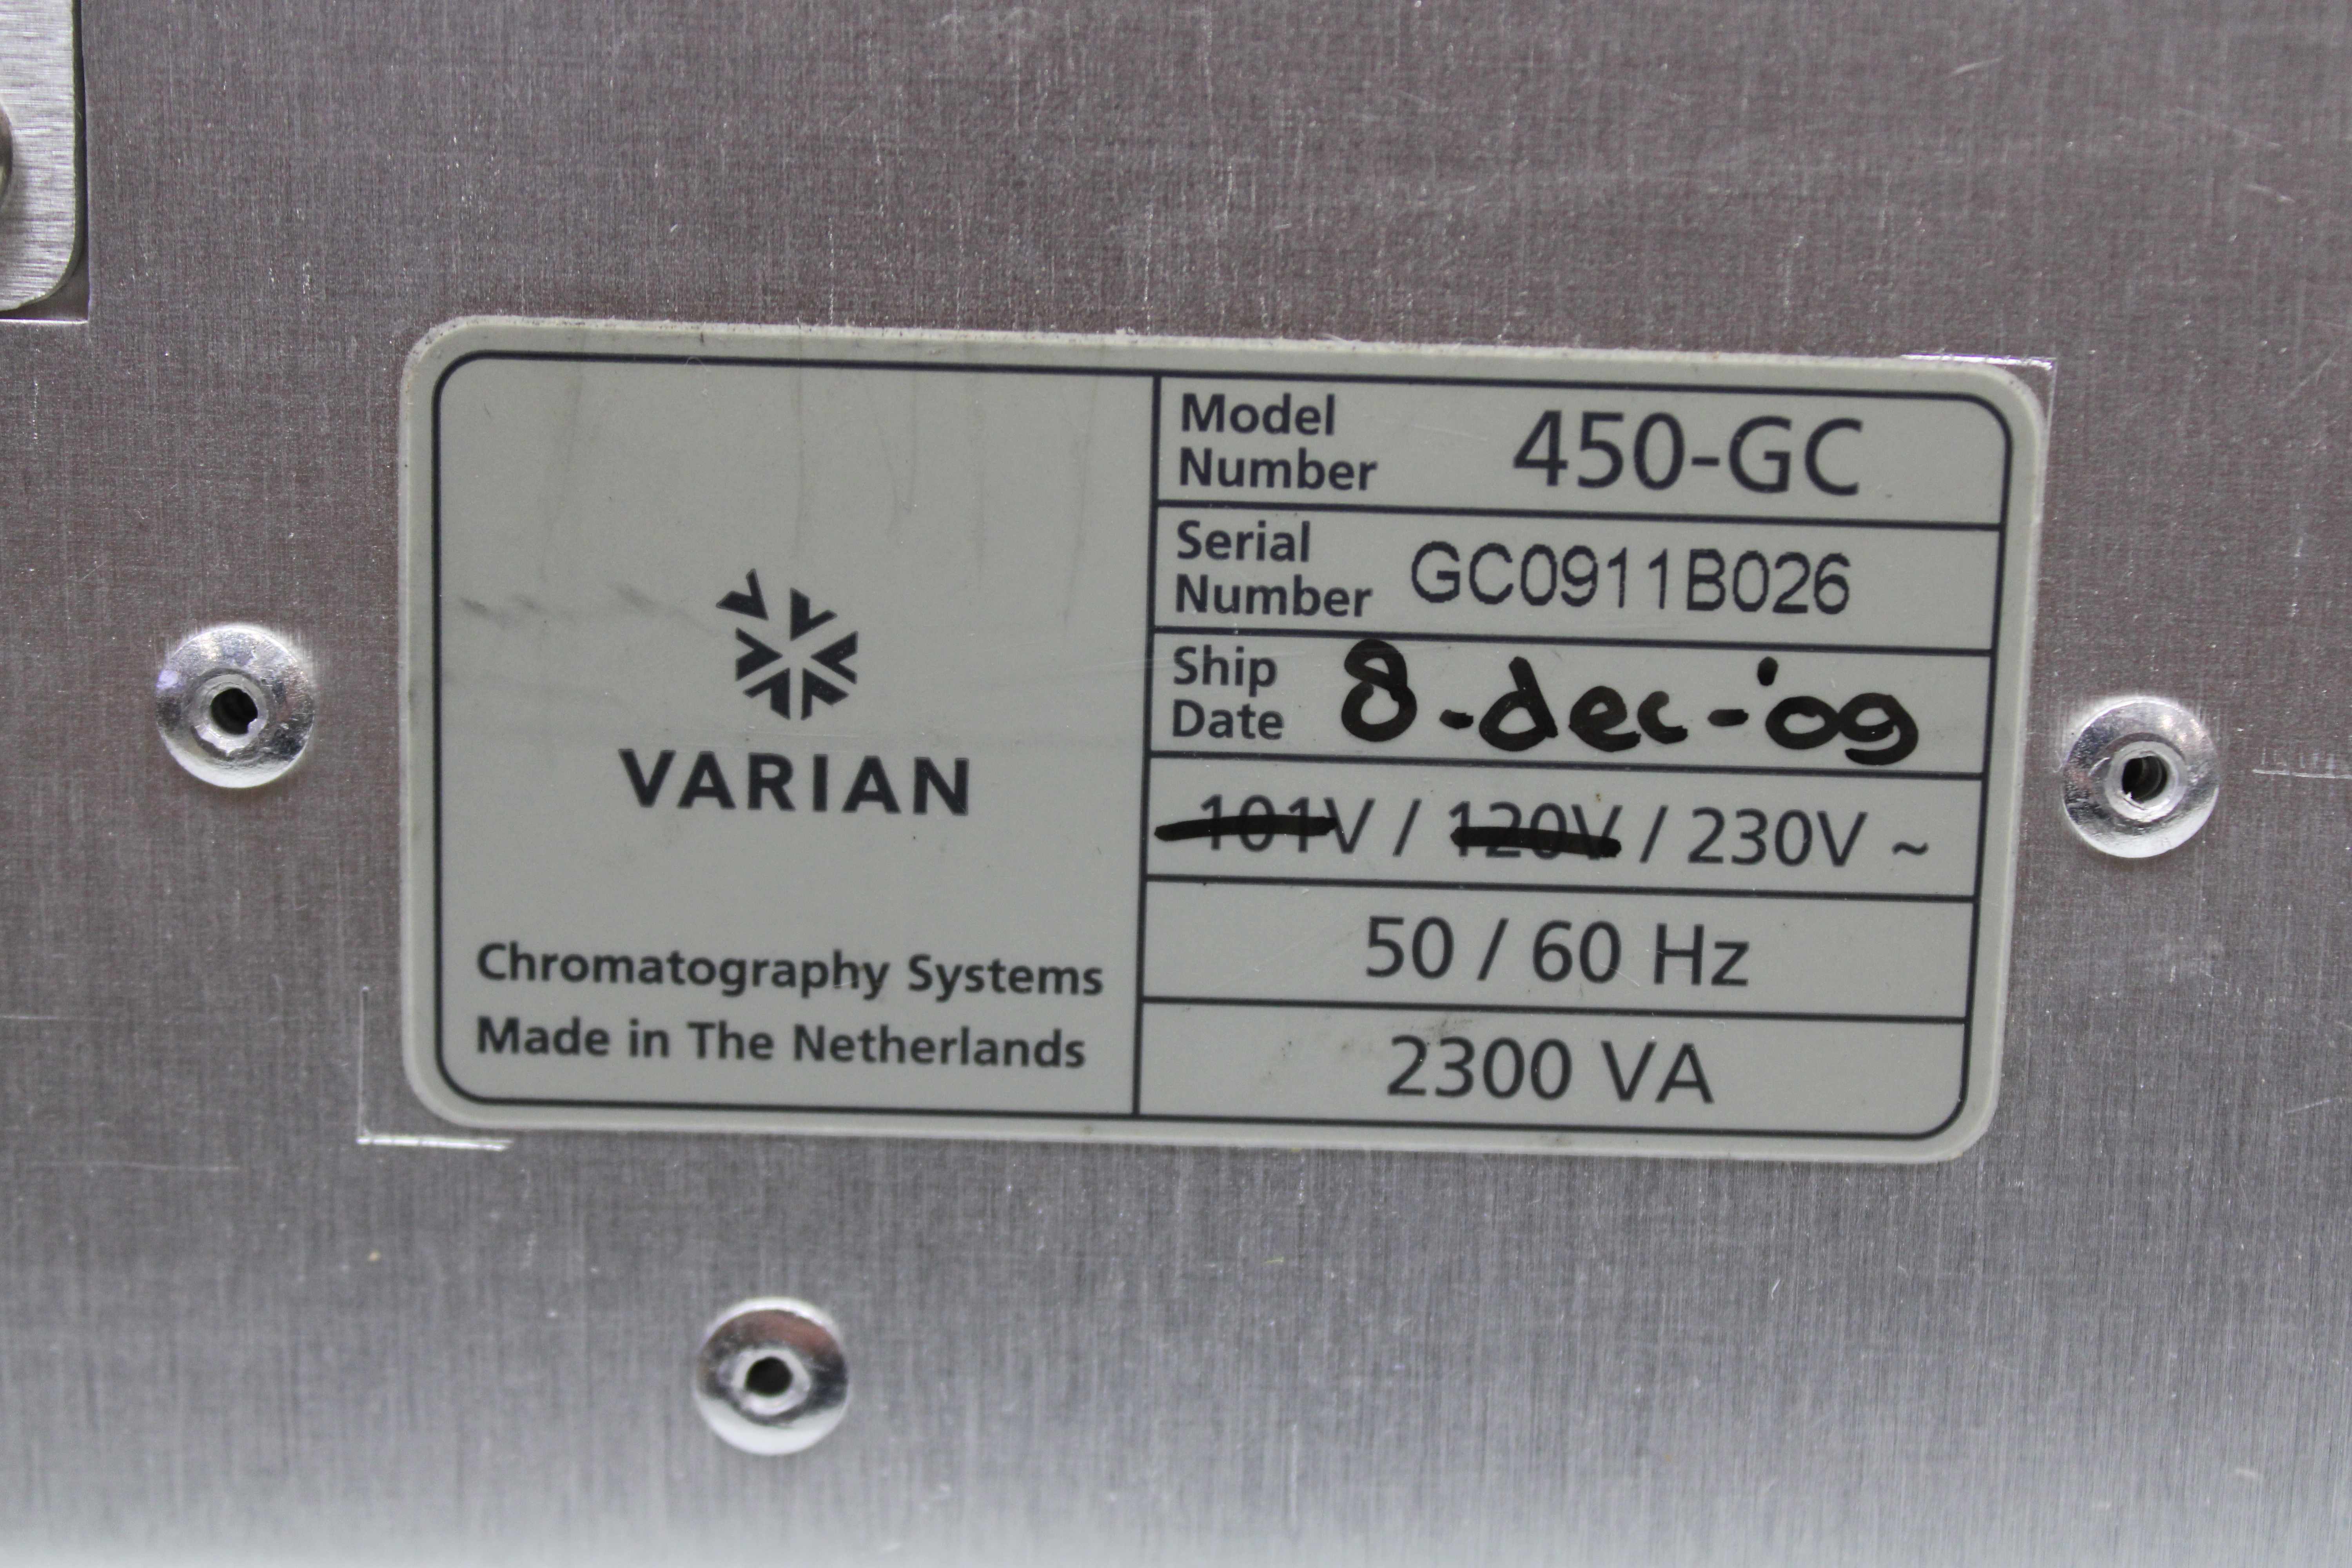 VARIAN
Chromatography Systems
Made in The Netherlands
Model
Number
450-GC
Serial
Number
GC0911B026
Ship
Date
8-dec-'09
101V / 120V / 230V ~
50 / 60 Hz
2300 VA